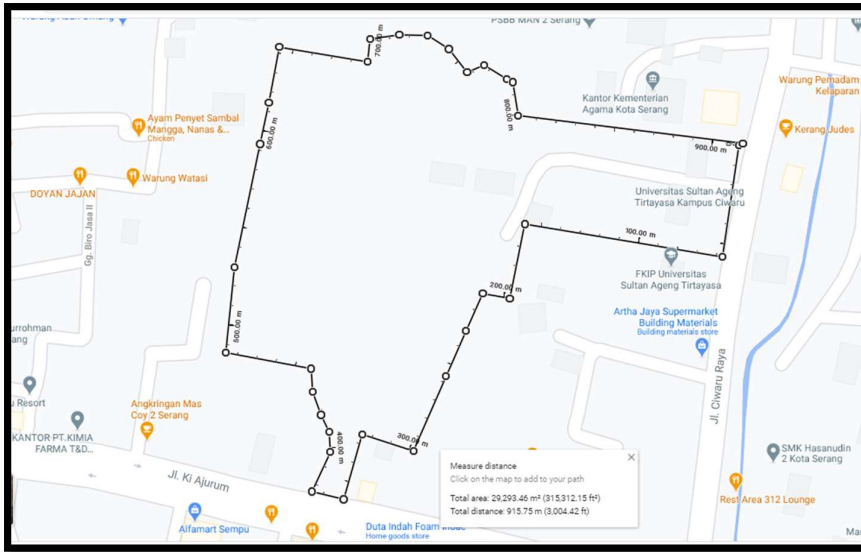 PSBB MAN 2 Serang
700.00 m
Kantor Kementerian
Agama Kota Serang
Warung Pemadam
Kelaparan
Kerang Judes
800.00 m
900.00 m
Ayam Penyet Sambal
Mangga, Nanas &...
Chicken
600.00 m
Warung Watasi
DOYAN JAJAN
Gg. Biro Jasa II
Universitas Sultan Ageng
Tirtayasa Kampus Ciwaru
100.00 m
FKIP Universitas
Sultan Ageng Tirtayasa
200.00 m
Artha Jaya Supermarket
Building Materials
Building materials store
500.00 m
urrohman
ang
u Resort
Jl. Ciwaru Raya
Angkringan Mas
Coy 2 Serang
KANTOR PT.KIMIA
FARMA T&D...
400.00 m
300.00 m
Jl. Ki Ajurum
Measure distance
Click on the map to add to your path
Total area: 29,293.46 m² (315,312.15 ft²)
Total distance: 915.75 m (3,004.42 ft)
SMK Hasanudin
2 Kota Serang
Rest Area 312 Lounge
Alfamart Sempu
Duta Indah Foam
Home goods store
Ma